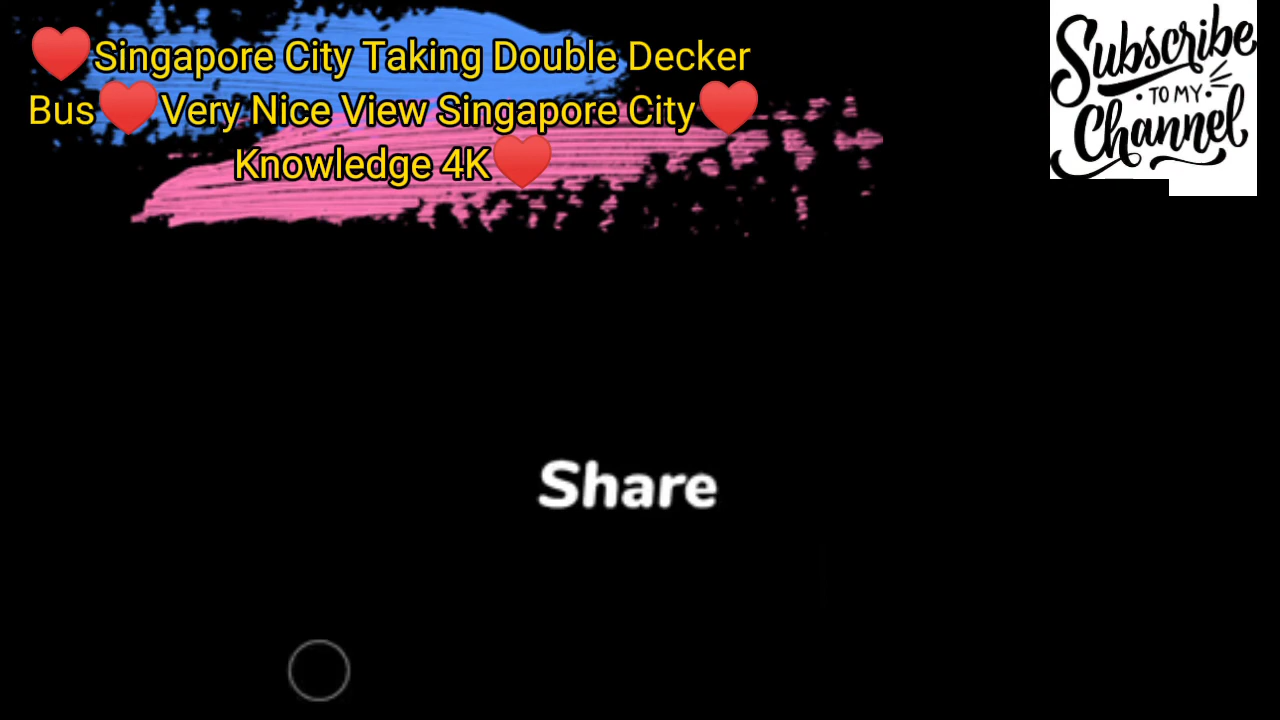 ♥️Singapore City Taking Double Decker
Bus♥️Very Nice View Singapore City♥️
Knowledge 4K♥️
Subscribe
TO MY
Channel
Share